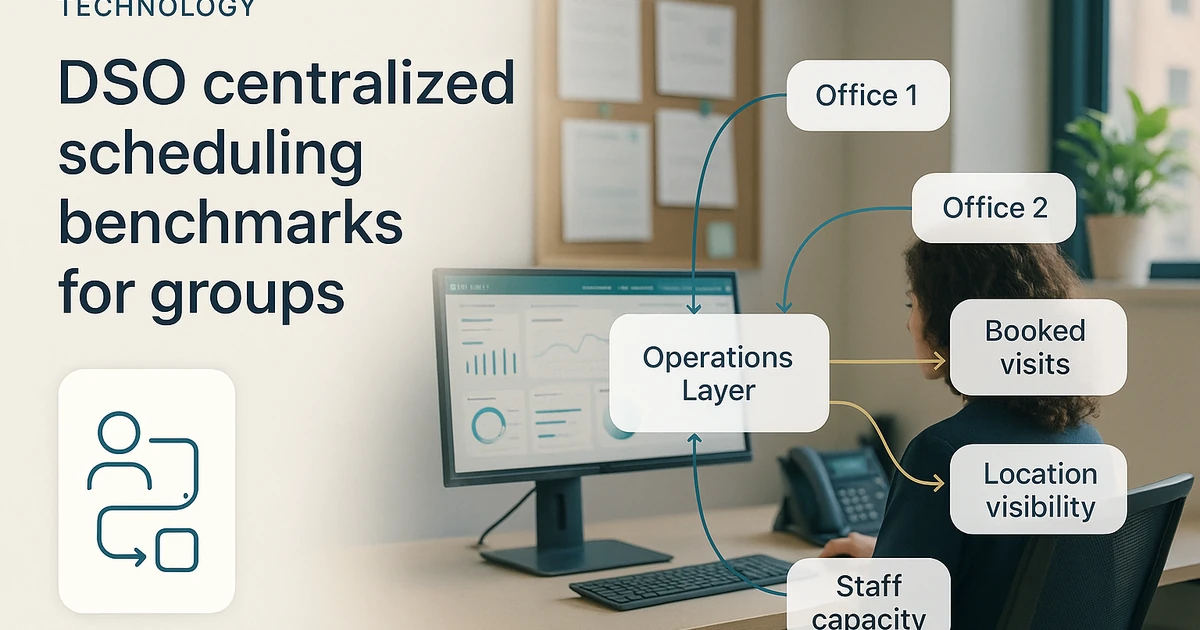 TECHNOLOGY
DSO centralized
scheduling
benchmarks
for groups
Office 1
Office 2
Operations
Layer
Booked
visits
Location
visibility
Staff
capacity